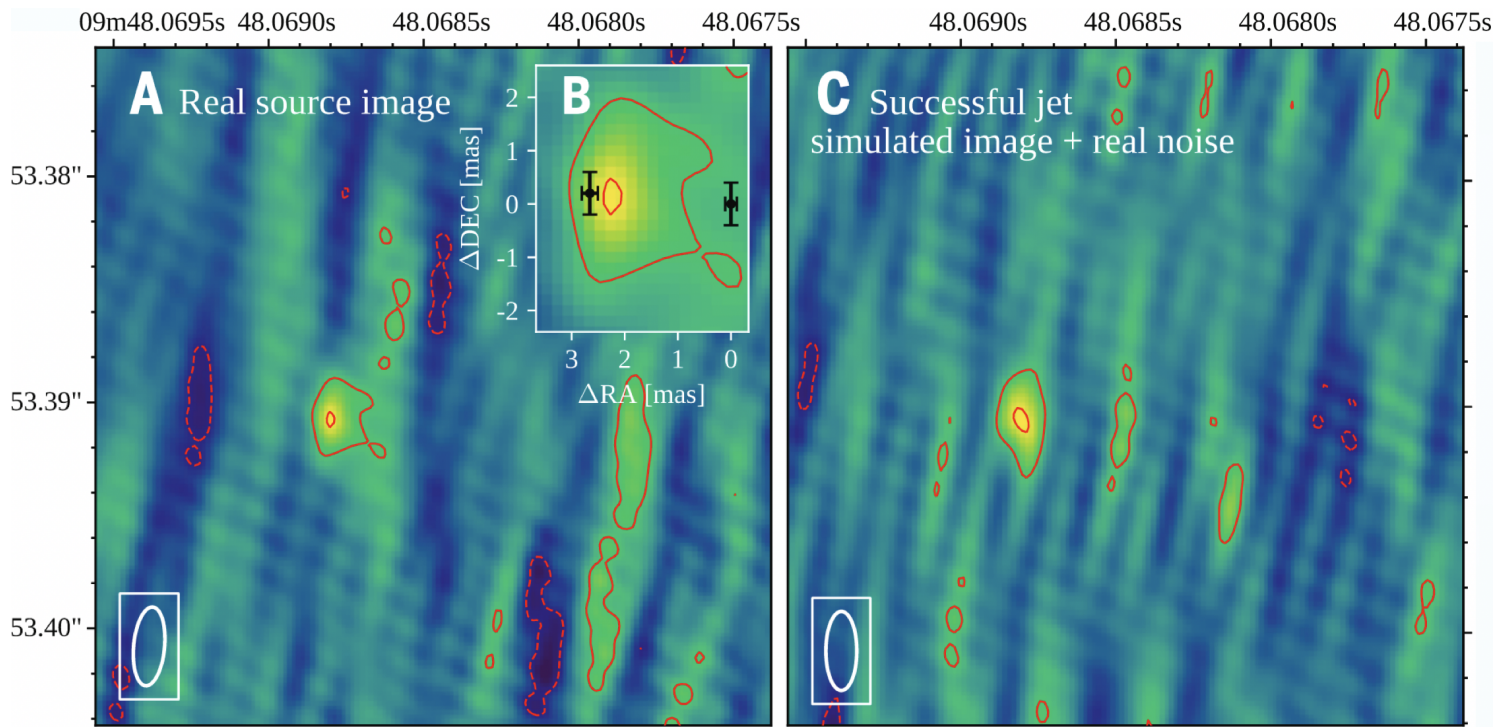 09m48.0695s 48.0690s 48.0685s 48.0680s 48.0675s
48.0690s 48.0685s 48.0680s 48.0675s
53.38"
53.39"
53.40"
A Real source image
B
ΔDEC [mas]
2
1
0
-1
-2
3 2 1 0
ΔRA [mas]
C Successful jet
simulated image + real noise